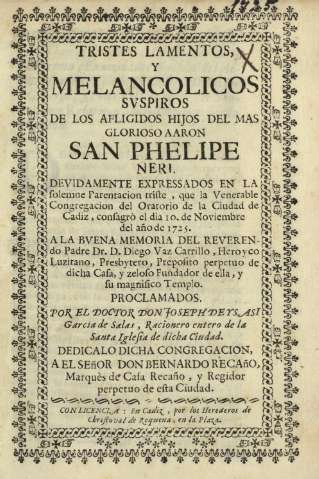 1725.
TRISTES LAMENTOS,
Y
MELANCOLICOS
SVSPIROS
DE LOS AFLIGIDOS HIJOS DEL MAS
GLORIOSO AARON
SAN PHELIPE
NERI.
DEVIDAMENTE EXPRESSADOS EN LA
solemne Parentacion triste, que la Venerable
Congregacion del Oratorio de la Ciudad de
Cadiz, consagrò el dia 10. de Noviembre
del año de 1725.
A LA BVENA MEMORIA DEL REVEREN-
do Padre Dr. D. Diego Vaz Carrillo, Heroyco
Luzitano, Presbytero, Preposito perpetuo de
dicha Casa, y zeloso Fundador de ella, y
su magnifico Templo.
PROCLAMADOS.
POR EL DOCTOR DON JOSEPH DE YSASI
Garcia de Salas, Racionero entero de la
Santa Iglesia de dicha Ciudad.
DEDICALO DICHA CONGREGACION,
A EL SEñOR DON BERNARDO RECAñO,
Marquès de Casa Recaño, y Regidor
perpetuo de esta Ciudad.
CON LICENCIA: En Cadiz, por los Herederos de
Christoval de Requena, en la Plaza.